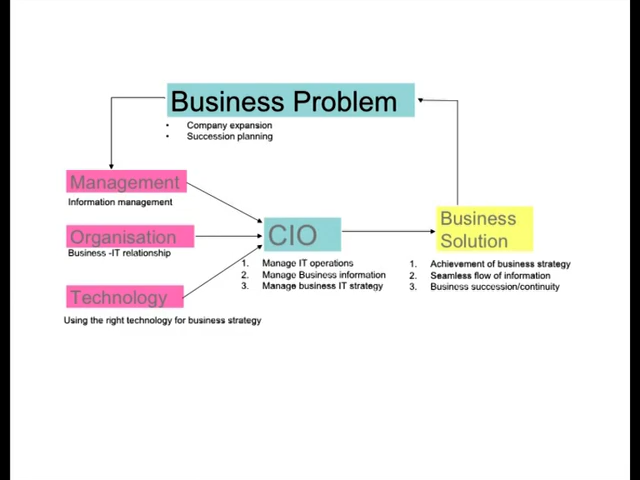 Business Problem
• Company expansion
• Succession planning
Management
Information management
Organisation
Business -IT relationship
Technology
Using the right technology for business strategy
CIO
1. Manage IT operations
2. Manage Business information
3. Manage business IT strategy
Business
Solution
1. Achievement of business strategy
2. Seamless flow of information
3. Business succession/continuity